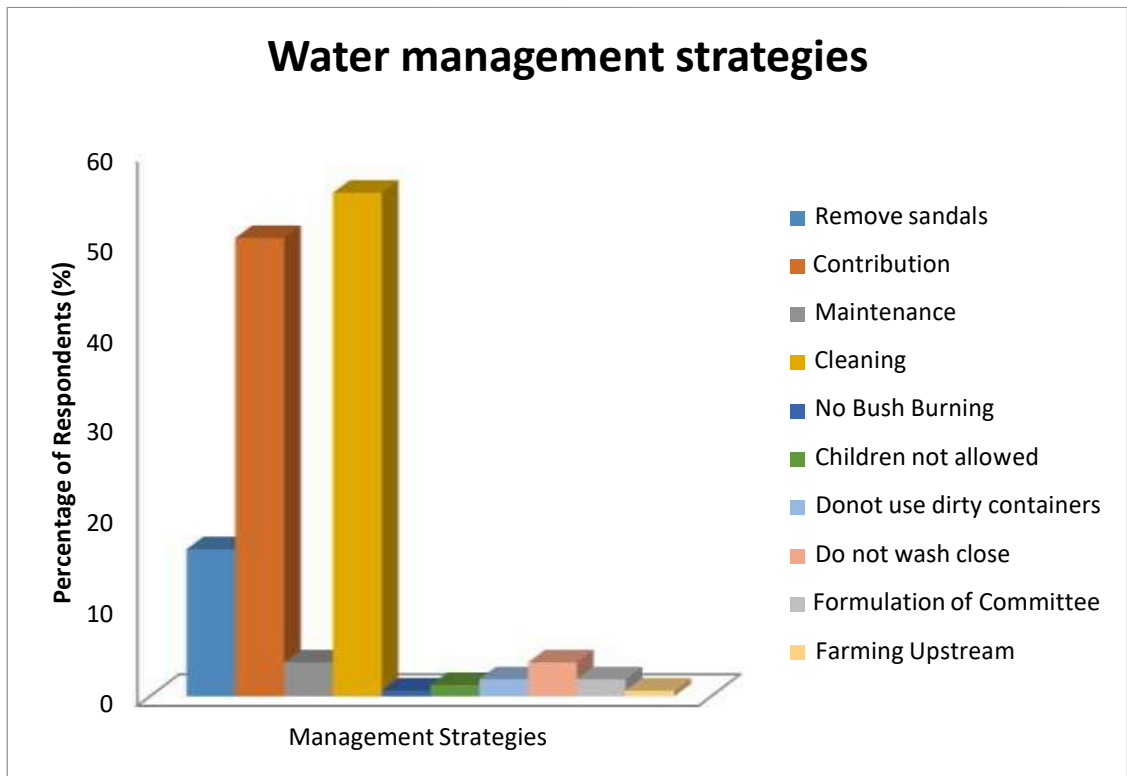 Water management strategies
60
50
40
30
20
10
0
Percentage of Respondents (%)
Management Strategies
Remove sandals
Contribution
Maintenance
Cleaning
No Bush Burning
Children not allowed
Donot use dirty containers
Do not wash close
Formulation of Committee
Farming Upstream